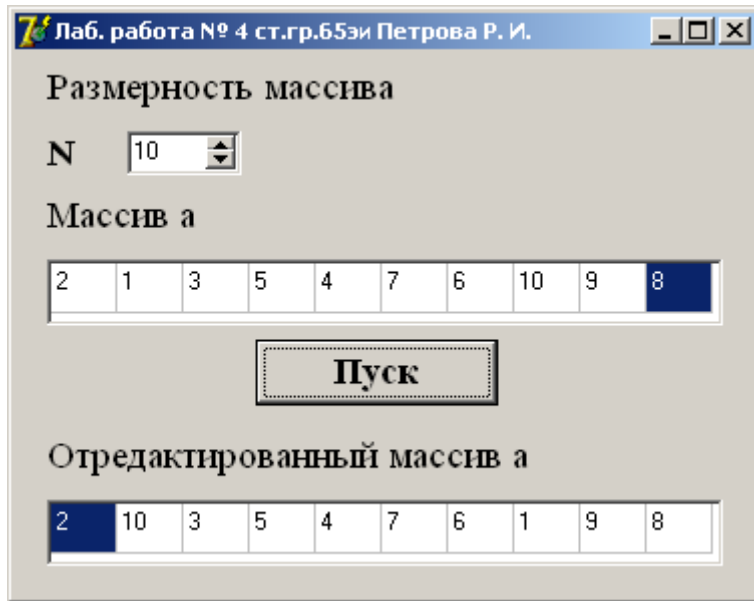 Лаб. работа № 4 ст.гр.65эи Петрова Р. И.
Размерность массива
N 10
Массив a
2 1 3 5 4 7 6 10 9 8
Пуск
Отредактированный массив a
2 10 3 5 4 7 6 1 9 8